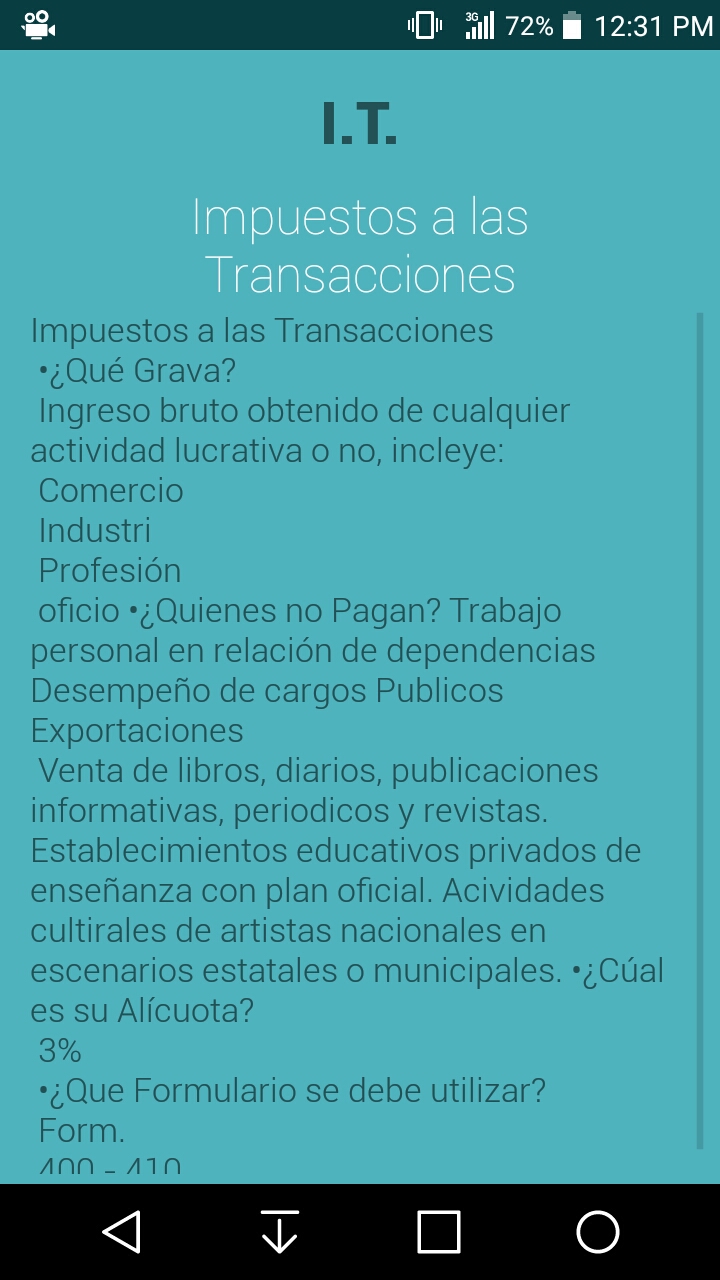 3G 72% 12:31 PM
I.T.
Impuestos a las
Transacciones
Impuestos a las Transacciones
•¿Qué Grava?
Ingreso bruto obtenido de cualquier
actividad lucrativa o no, incleye:
Comercio
Industri
Profesión
oficio •¿Quienes no Pagan? Trabajo
personal en relación de dependencias
Desempeño de cargos Publicos
Exportaciones
Venta de libros, diarios, publicaciones
informativas, periodicos y revistas.
Establecimientos educativos privados de
enseñanza con plan oficial. Acividades
cultirales de artistas nacionales en
escenarios estatales o municipales. •¿Cúal
es su Alícuota?
3%
•¿Que Formulario se debe utilizar?
Form.
400 - 410